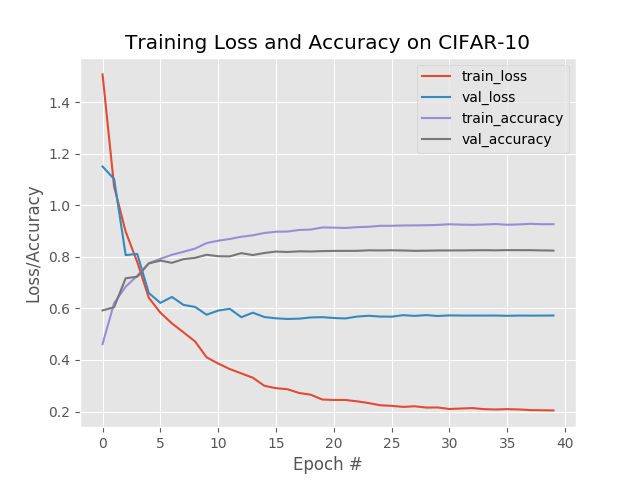 Training Loss and Accuracy on CIFAR-10
train_loss
val_loss
train_accuracy
val_accuracy
Loss/Accuracy
1.4
1.2
1.0
0.8
0.6
0.4
0.2
0 5 10 15 20 25 30 35 40
Epoch #